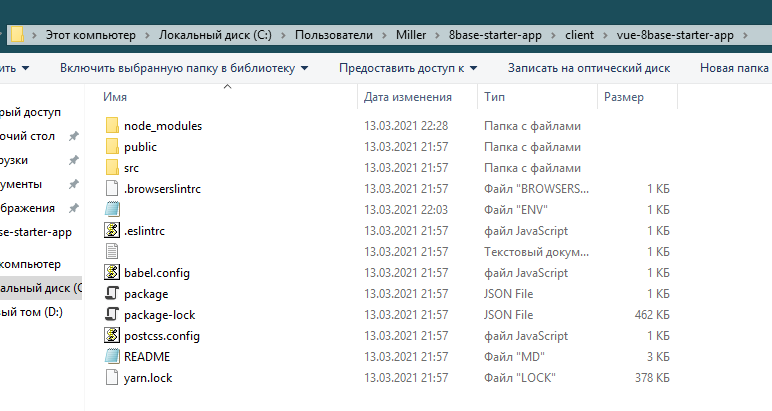 Этот компьютер > Локальный диск (C:) > Пользователи > Miller > 8base-starter-app > client > vue-8base-starter-app >
ить Включить выбранную папку в библиотеку Предоставить доступ к Записать на оптический диск Новая папка
Имя Дата изменения Тип Размер
node_modules 13.03.2021 22:28 Папка с файлами
public 13.03.2021 21:57 Папка с файлами
src 13.03.2021 21:57 Папка с файлами
.browserslintrc 13.03.2021 21:57 Файл "BROWSERS... 1 КБ
13.03.2021 22:03 Файл "ENV" 1 КБ
.eslintrc 13.03.2021 21:57 файл JavaScript 1 КБ
13.03.2021 21:57 Текстовый докум... 1 КБ
babel.config 13.03.2021 21:57 файл JavaScript 1 КБ
package 13.03.2021 21:57 JSON File 1 КБ
package-lock 13.03.2021 21:57 JSON File 462 КБ
postcss.config 13.03.2021 21:57 файл JavaScript 1 КБ
README 13.03.2021 21:57 Файл "MD" 3 КБ
yarn.lock 13.03.2021 21:57 Файл "LOCK" 378 КБ
рый доступ
очий стол
рузки
ументы
бражения
ase-starter-app
компьютер
альный диск (C
вый том (D:)